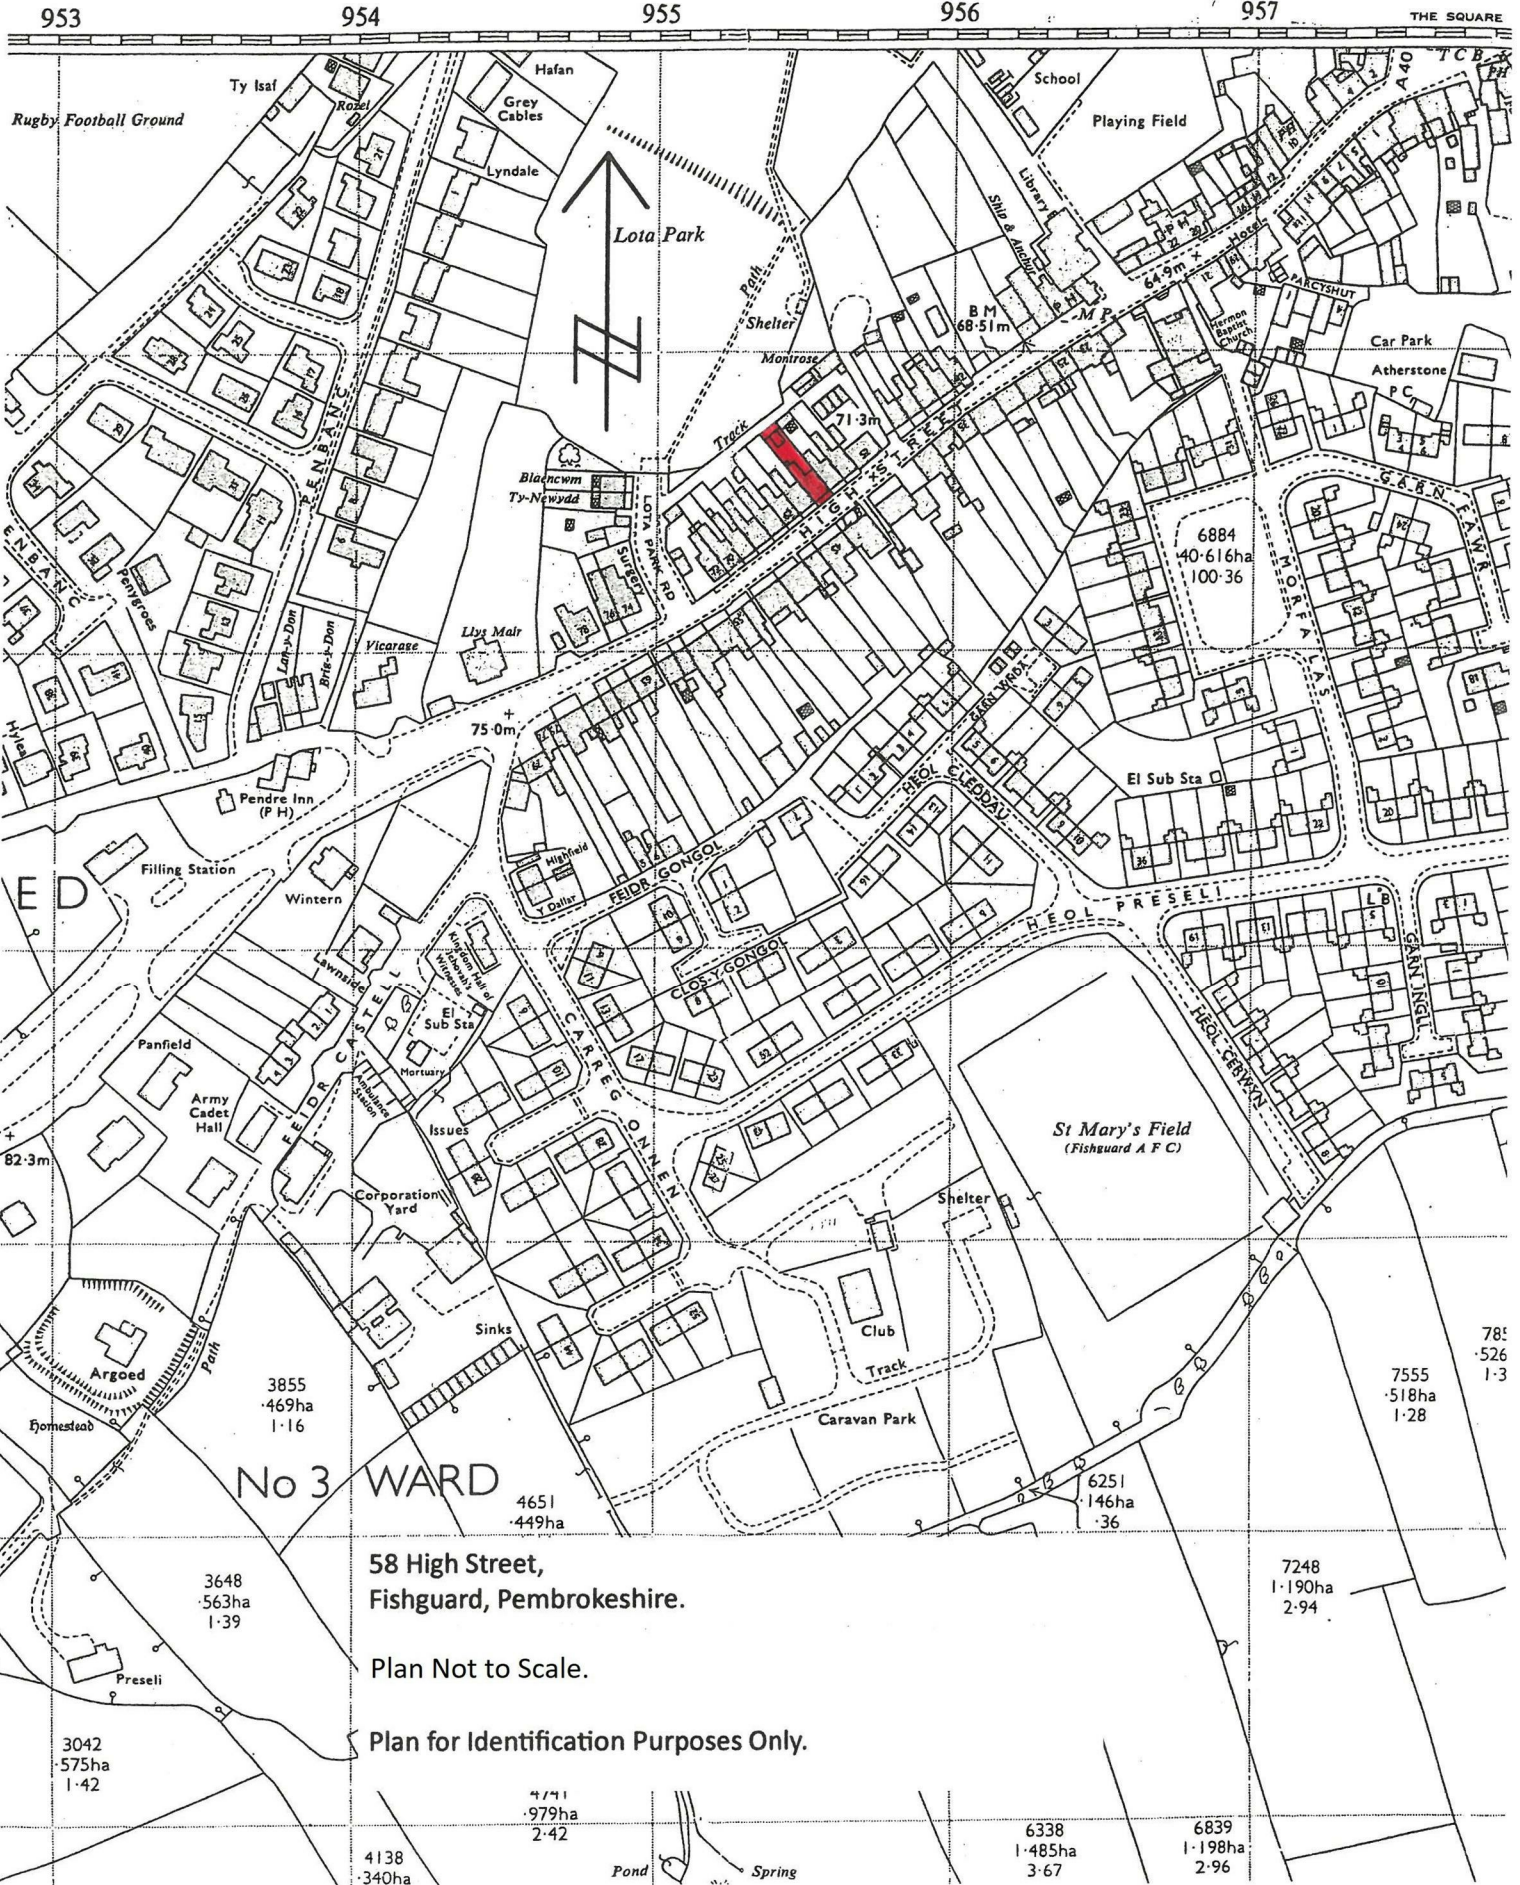 953
954
955
956
957
THE SQUARE
Ty Isaf
Rozel
Hafan
Grey
Cables
Lyndale
Rugby Football Ground
School
Playing Field
T C B
PH
A 40
Lota Park
Library
Ship & Anchor
P H
Path
Shelter
B M
68·51m
M P
64·9m
Hotel
PARCYSHUT
Hermon
Baptist
Church
Car Park
Atherstone
P C
Montrose
71·3m
Track
HIGH STREET
PENBANC
Blaencwm
Ty-Newydd
LOTA PARK RD
Surgery
GARN FAWR
6884
40·616ha
100·36
MORFA LAS
ENBANC
Penygroes
Lan-y-Don
Brig-y-Don
Vicarage
Llys Mair
75·0m
GARN WNDA
Hylea
Pendre Inn
(P H)
HEOL CLEDDAU
El Sub Sta
Filling Station
E D
Wintern
Highfield
Y Dallar
FEIDR GONGOL
HEOL PRESELI
L B
Lawnside
Kingdom Hall of
Jehovah's
Witnesses
CLOS-Y-GONGOL
GARN INGLI
El
Sub Sta
Panfield
FEIDR CASTELL
Mortuary
Ambulance
Station
CARREG ONNEN
HEOL CERWYN
Army
Cadet
Hall
Issues
St Mary's Field
(Fishguard A F C)
82·3m
Corporation
Yard
Shelter
Argoed
Path
Sinks
Club
Track
Homestead
3855
·469ha
1·16
Caravan Park
7555
·518ha
1·28
785
·526
1·3
No 3 WARD
4651
·449ha
6251
·146ha
·36
58 High Street,
Fishguard, Pembrokeshire.
3648
·563ha
1·39
7248
1·190ha
2·94
Plan Not to Scale.
Preseli
Plan for Identification Purposes Only.
3042
·575ha
1·42
4741
·979ha
2·42
4138
·340ha
Pond
Spring
6338
1·485ha
3·67
6839
1·198ha
2·96